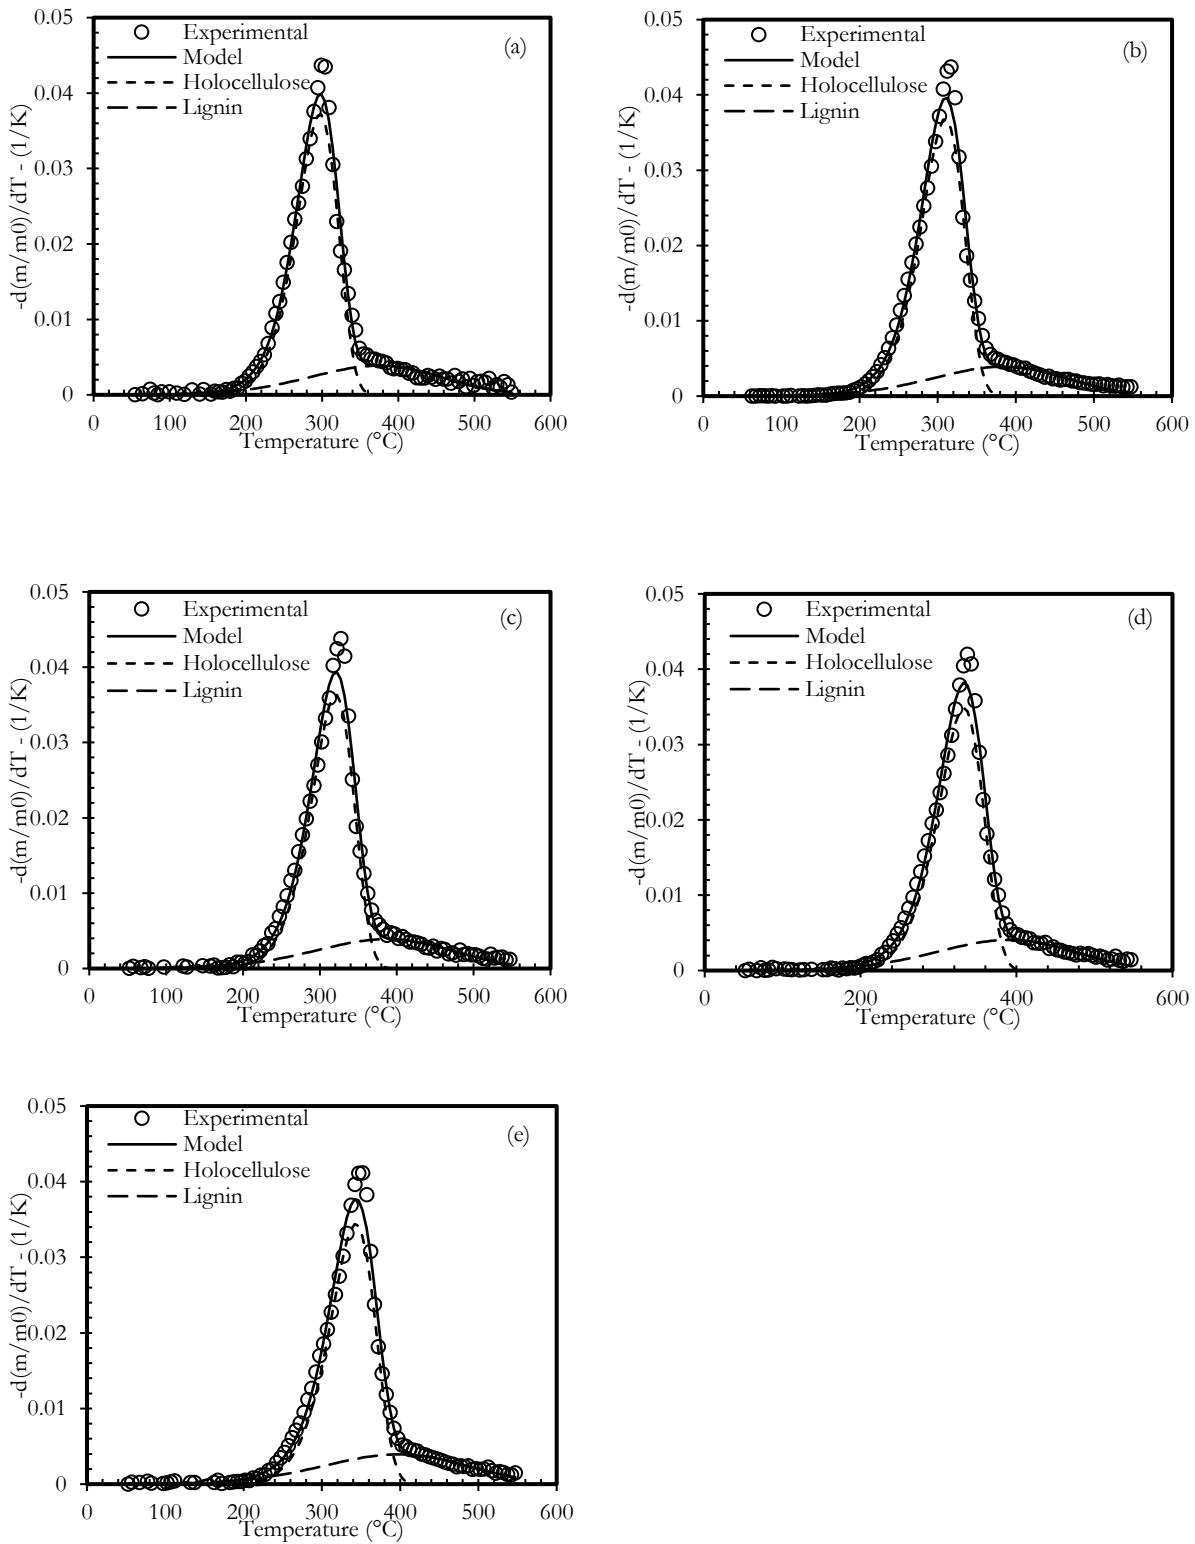 0.05
0.04
0.03
0.02
0.01
0
-d(m/m0)/dT - (1/K)
Experimental
Model
Holocellulose
Lignin
(a)
0 100 200 300 400 500 600
Temperature (°C)
0.05
0.04
0.03
0.02
0.01
0
-d(m/m0)/dT - (1/K)
Experimental
Model
Holocellulose
Lignin
(b)
0 100 200 300 400 500 600
Temperature (°C)
0.05
0.04
0.03
0.02
0.01
0
-d(m/m0)/dT - (1/K)
Experimental
Model
Holocellulose
Lignin
(c)
0 100 200 300 400 500 600
Temperature (°C)
0.05
0.04
0.03
0.02
0.01
0
-d(m/m0)/dT - (1/K)
Experimental
Model
Holocellulose
Lignin
(d)
0 200 400 600
Temperature (°C)
0.05
0.04
0.03
0.02
0.01
0
-d(m/m0)/dT - (1/K)
Experimental
Model
Holocellulose
Lignin
(e)
0 100 200 300 400 500 600
Temperature (°C)